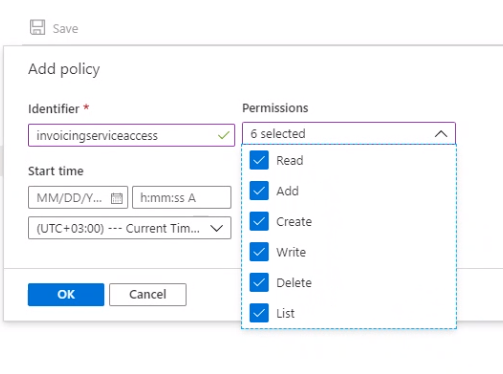 Save
Add policy
Identifier *
Permissions
invoicingserviceaccess
6 selected
Read
Start time
Add
MM/DD/Y... h:mm:ss A
Create
(UTC+03:00) --- Current Tim...
Write
Delete
OK
Cancel
List